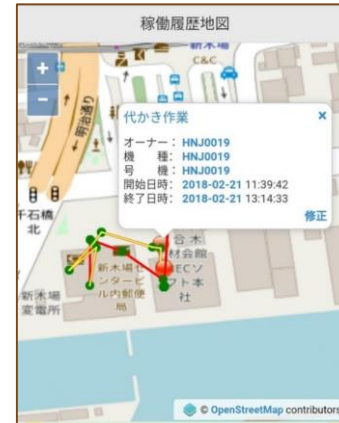 稼働履歴地図
新木場
C&C
+
−
明治通り
代かき作業
×
オーナー： HNJ0019
機　種： HNJ0019
号　機： HNJ0019
開始日時： 2018-02-21 11:39:42
終了日時： 2018-02-21 13:14:33
修正
千石橋
北
合木
材会館
新木場セ
ンタービ
ル内郵便
局
ECソ
フト本
社
新木場
変電所
© OpenStreetMap contributors